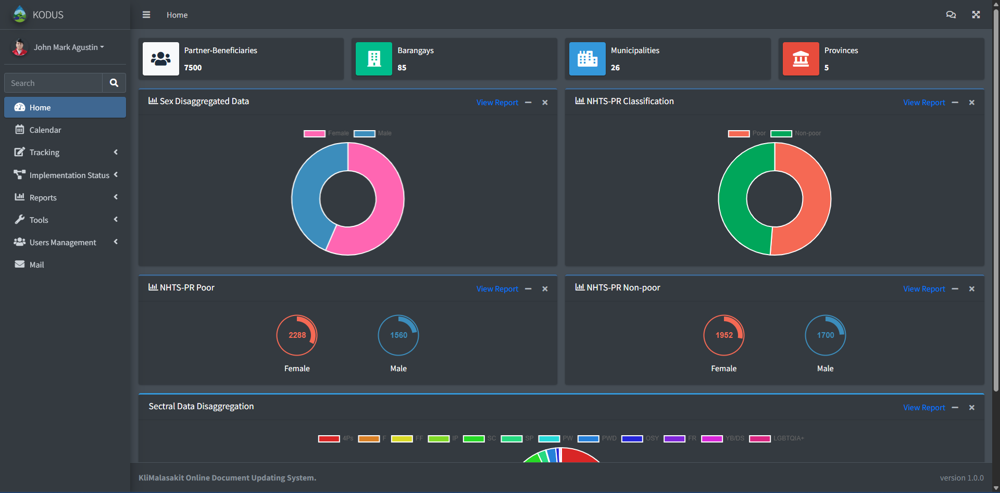 KODUS
Home
John Mark Agustin
Search
Home
Calendar
Tracking
Implementation Status
Reports
Tools
Users Management
Mail
Partner-Beneficiaries
7500
Barangays
85
Municipalities
26
Provinces
5
Sex Disaggregated Data
View Report
Female Male
NHTS-PR Classification
View Report
Poor Non-poor
NHTS-PR Poor
View Report
2288 1560
Female Male
NHTS-PR Non-poor
View Report
1952 1700
Female Male
Sectral Data Disaggregation
View Report
4Ps F FF IP SC SP PW PWD OSY FR YB/DS LGBTQIA+
KliMalasakit Online Document Updating System.
version 1.0.0